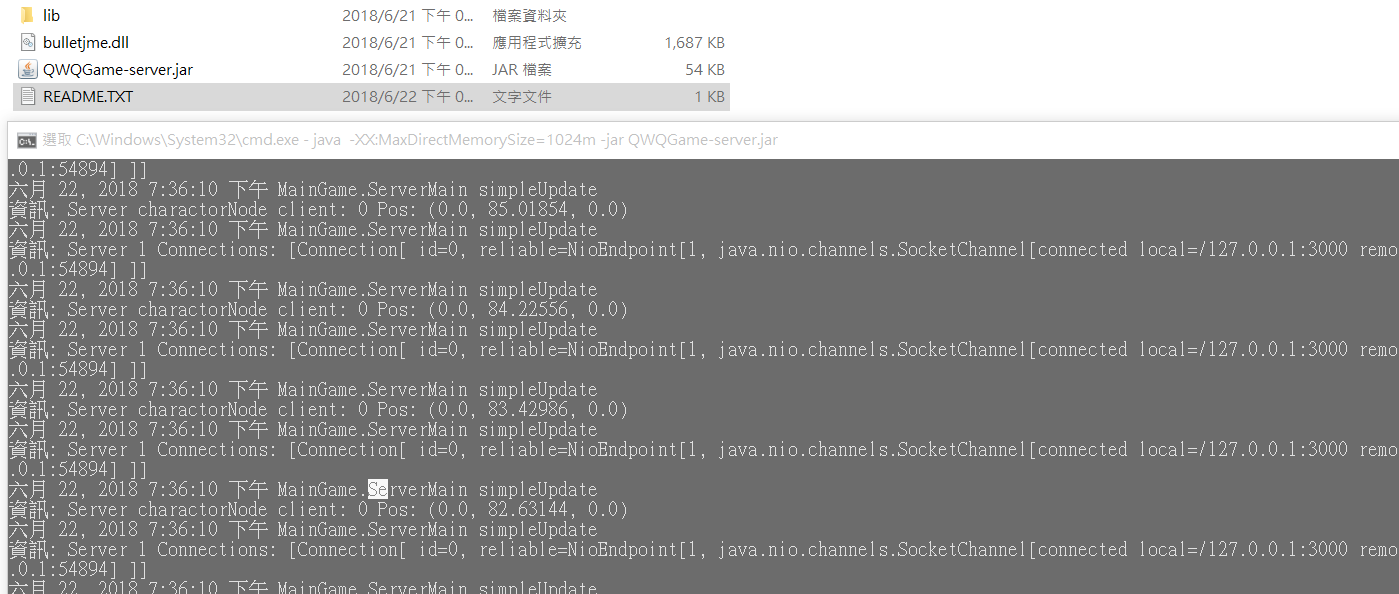 lib 2018/6/21 下午 0... 檔案資料夾
bulletjme.dll 2018/6/21 下午 0... 應用程式擴充 1,687 KB
QWQGame-server.jar 2018/6/21 下午 0... JAR 檔案 54 KB
README.TXT 2018/6/22 下午 0... 文字文件 1 KB
選取 C:\Windows\System32\cmd.exe - java -XX:MaxDirectMemorySize=1024m -jar QWQGame-server.jar
.0.1:54894] ]]
六月 22, 2018 7:36:10 下午 MainGame.ServerMain simpleUpdate
資訊: Server charactorNode client: 0 Pos: (0.0, 85.01854, 0.0)
六月 22, 2018 7:36:10 下午 MainGame.ServerMain simpleUpdate
資訊: Server 1 Connections: [Connection[ id=0, reliable=NioEndpoint[1, java.nio.channels.SocketChannel[connected local=/127.0.0.1:3000 remo
.0.1:54894] ]]
六月 22, 2018 7:36:10 下午 MainGame.ServerMain simpleUpdate
資訊: Server charactorNode client: 0 Pos: (0.0, 84.22556, 0.0)
六月 22, 2018 7:36:10 下午 MainGame.ServerMain simpleUpdate
資訊: Server 1 Connections: [Connection[ id=0, reliable=NioEndpoint[1, java.nio.channels.SocketChannel[connected local=/127.0.0.1:3000 remo
.0.1:54894] ]]
六月 22, 2018 7:36:10 下午 MainGame.ServerMain simpleUpdate
資訊: Server charactorNode client: 0 Pos: (0.0, 83.42986, 0.0)
六月 22, 2018 7:36:10 下午 MainGame.ServerMain simpleUpdate
資訊: Server 1 Connections: [Connection[ id=0, reliable=NioEndpoint[1, java.nio.channels.SocketChannel[connected local=/127.0.0.1:3000 remo
.0.1:54894] ]]
六月 22, 2018 7:36:10 下午 MainGame.ServerMain simpleUpdate
資訊: Server charactorNode client: 0 Pos: (0.0, 82.63144, 0.0)
六月 22, 2018 7:36:10 下午 MainGame.ServerMain simpleUpdate
資訊: Server 1 Connections: [Connection[ id=0, reliable=NioEndpoint[1, java.nio.channels.SocketChannel[connected local=/127.0.0.1:3000 remo
.0.1:54894] ]]
六月 22, 2018 7:36:10 下午 MainGame.ServerMain simpleUpdate